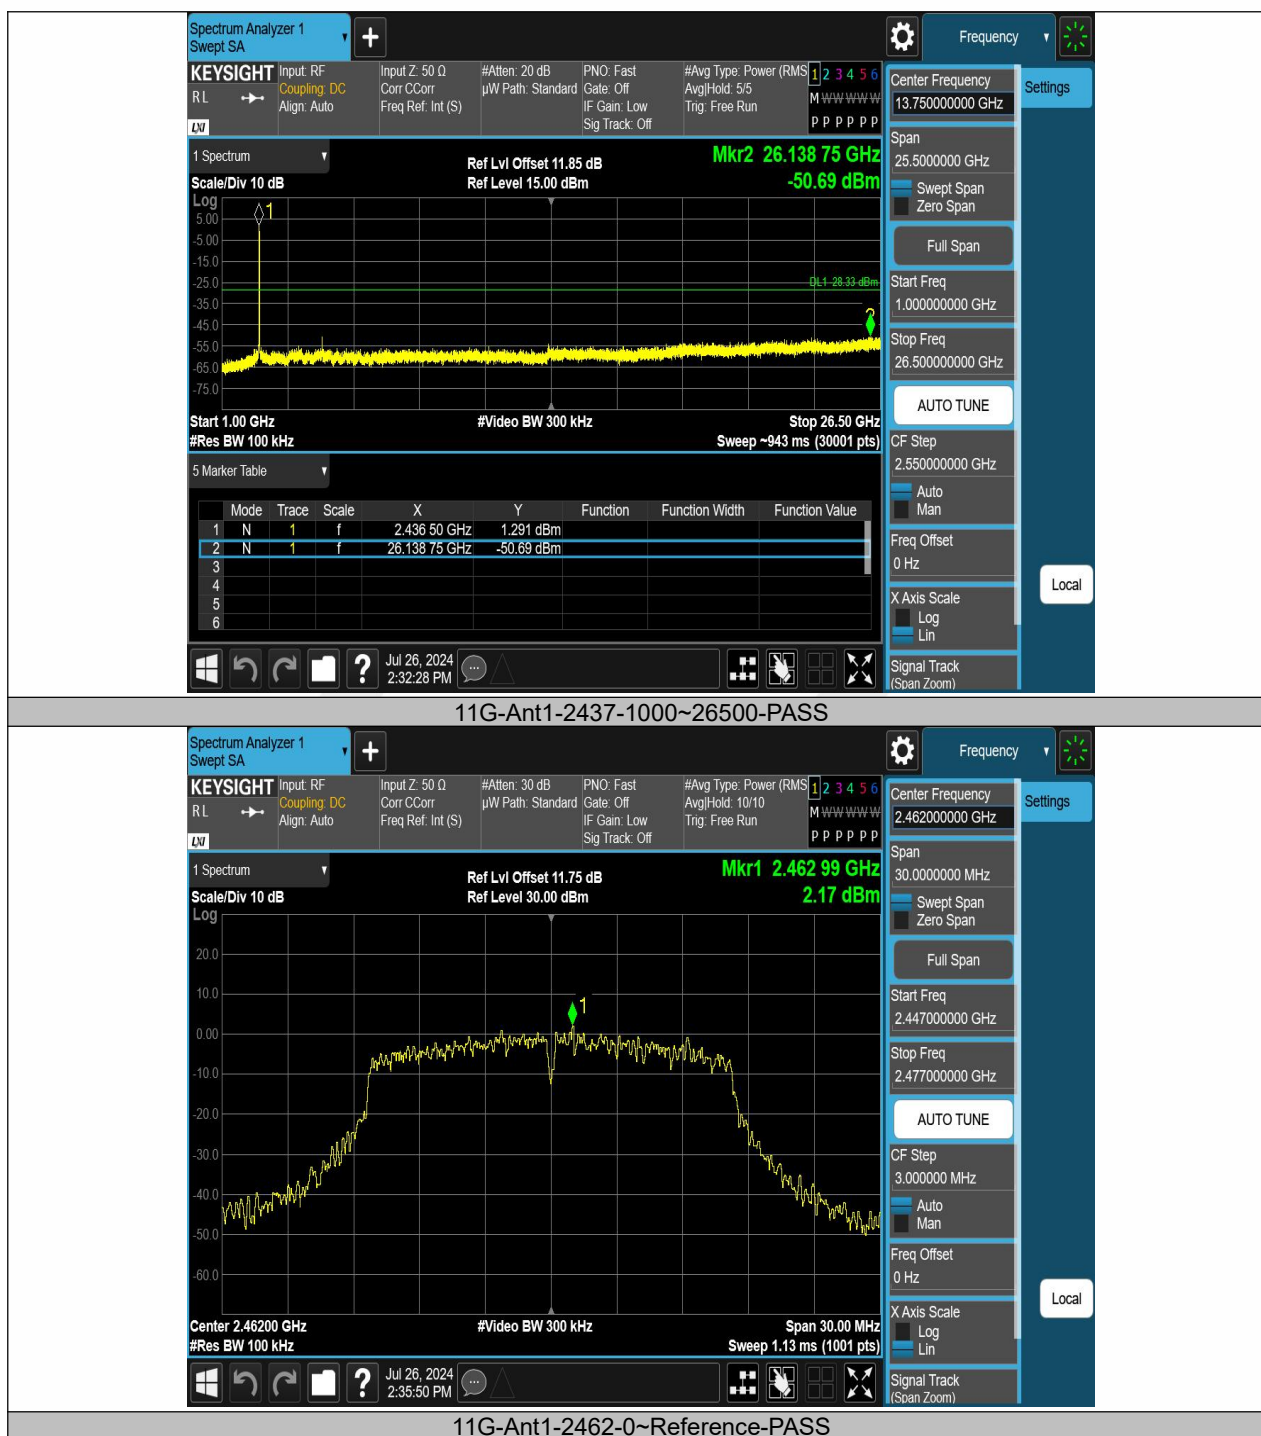 Spectrum Analyzer 1
Swept SA
+
Frequency
KEYSIGHT
RL
LXI
Input: RF
Coupling: DC
Align: Auto
Input Z: 50 Ω
Corr CCorr
Freq Ref: Int (S)
#Atten: 20 dB
µW Path: Standard
PNO: Fast
Gate: Off
IF Gain: Low
Sig Track: Off
#Avg Type: Power (RMS
Avg|Hold: 5/5
Trig: Free Run
1 2 3 4 5 6
M W W W W W
P P P P P P
Center Frequency
13.750000000 GHz
Settings
Span
25.5000000 GHz
Swept Span
Zero Span
Full Span
Start Freq
1.000000000 GHz
Stop Freq
26.500000000 GHz
AUTO TUNE
CF Step
2.550000000 GHz
Auto
Man
Freq Offset
0 Hz
X Axis Scale
Log
Lin
Signal Track
(Span Zoom)
Local
1 Spectrum
Scale/Div 10 dB
Ref Lvl Offset 11.85 dB
Ref Level 15.00 dBm
Mkr2 26.138 75 GHz
-50.69 dBm
Log
5.00
-5.00
-15.0
-25.0
-35.0
-45.0
-55.0
-65.0
-75.0
1
DL1 -28.33 dBm
2
Start 1.00 GHz
#Video BW 300 kHz
Stop 26.50 GHz
#Res BW 100 kHz
Sweep ~943 ms (30001 pts)
5 Marker Table
Mode Trace Scale X Y Function Function Width Function Value
1 N 1 f 2.436 50 GHz 1.291 dBm
2 N 1 f 26.138 75 GHz -50.69 dBm
3
4
5
6
?
Jul 26, 2024
2:32:28 PM
11G-Ant1-2437-1000~26500-PASS
Spectrum Analyzer 1
Swept SA
+
Frequency
KEYSIGHT
RL
LXI
Input: RF
Coupling: DC
Align: Auto
Input Z: 50 Ω
Corr CCorr
Freq Ref: Int (S)
#Atten: 30 dB
µW Path: Standard
PNO: Fast
Gate: Off
IF Gain: Low
Sig Track: Off
#Avg Type: Power (RMS
Avg|Hold: 10/10
Trig: Free Run
1 2 3 4 5 6
M W W W W W
P P P P P P
Center Frequency
2.462000000 GHz
Settings
Span
30.0000000 MHz
Swept Span
Zero Span
Full Span
Start Freq
2.447000000 GHz
Stop Freq
2.477000000 GHz
AUTO TUNE
CF Step
3.000000 MHz
Auto
Man
Freq Offset
0 Hz
X Axis Scale
Log
Lin
Signal Track
(Span Zoom)
Local
1 Spectrum
Scale/Div 10 dB
Ref Lvl Offset 11.75 dB
Ref Level 30.00 dBm
Mkr1 2.462 99 GHz
2.17 dBm
Log
20.0
10.0
0.00
-10.0
-20.0
-30.0
-40.0
-50.0
-60.0
1
Center 2.46200 GHz
#Video BW 300 kHz
Span 30.00 MHz
#Res BW 100 kHz
Sweep 1.13 ms (1001 pts)
?
Jul 26, 2024
2:35:50 PM
11G-Ant1-2462-0~Reference-PASS